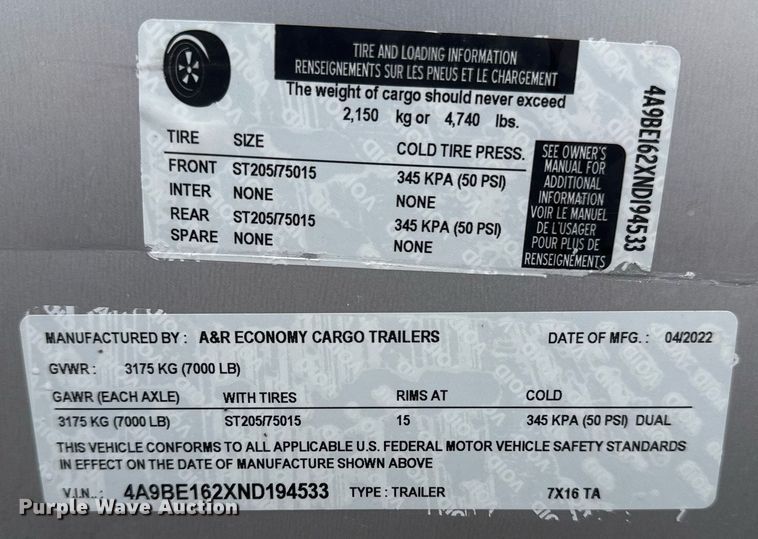 TIRE AND LOADING INFORMATION
RENSEIGNEMENTS SUR LES PNEUS ET LE CHARGEMENT
The weight of cargo should never exceed
2,150 kg or 4,740 lbs.
TIRE SIZE COLD TIRE PRESS.
FRONT ST205/75015 345 KPA (50 PSI)
INTER NONE NONE
REAR ST205/75015 345 KPA (50 PSI)
SPARE NONE NONE
SEE OWNER'S
MANUAL FOR
ADDITIONAL
INFORMATION
VOIR LE MANUEL
DE L'USAGER
POUR PLUS DE
RENSEIGNEMENTS
4A9BE162XND194533
MANUFACTURED BY : A&R ECONOMY CARGO TRAILERS DATE OF MFG. : 04/2022
GVWR : 3175 KG (7000 LB)
GAWR (EACH AXLE) WITH TIRES RIMS AT COLD
3175 KG (7000 LB) ST205/75015 15 345 KPA (50 PSI) DUAL
THIS VEHICLE CONFORMS TO ALL APPLICABLE U.S. FEDERAL MOTOR VEHICLE SAFETY STANDARDS
IN EFFECT ON THE DATE OF MANUFACTURE SHOWN ABOVE
V.I.N.. : 4A9BE162XND194533 TYPE : TRAILER 7X16 TA
Purple Wave Auction